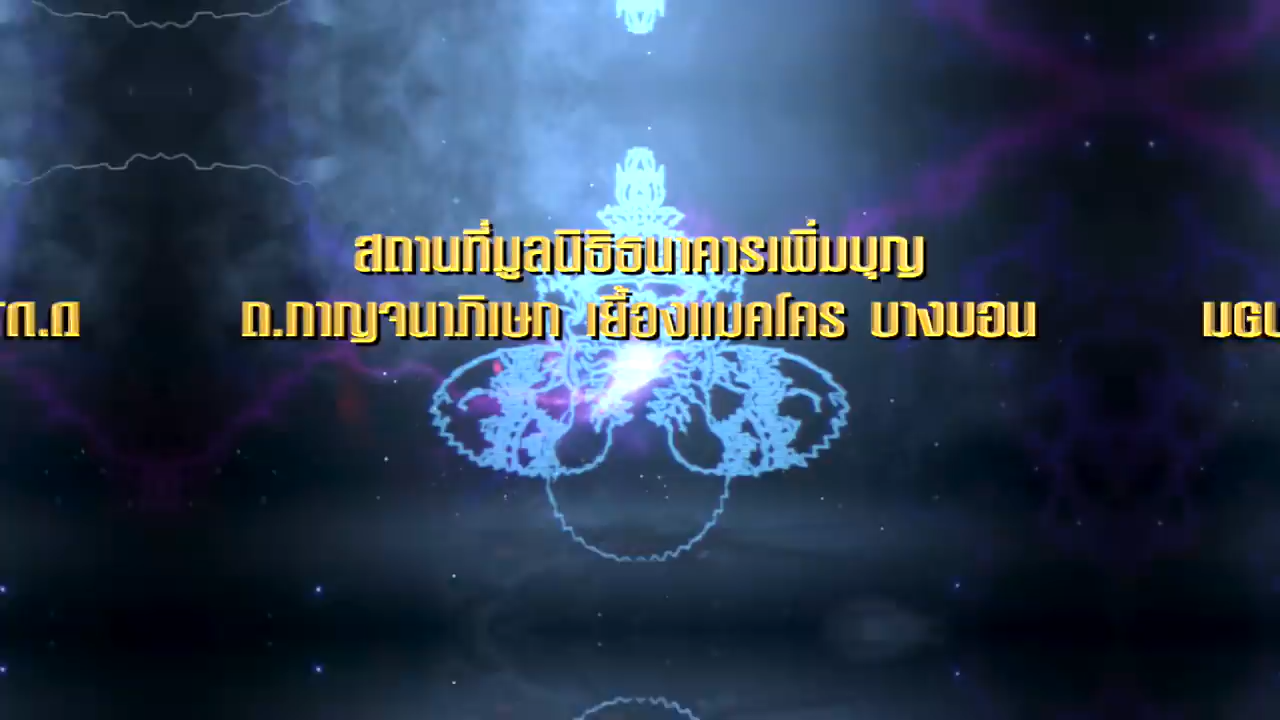 สถานที่มูลนิธิธนาคารเพิ่มบุญ
ถ.กาญจนาภิเษก เยื้องแมคโคร บางบอน